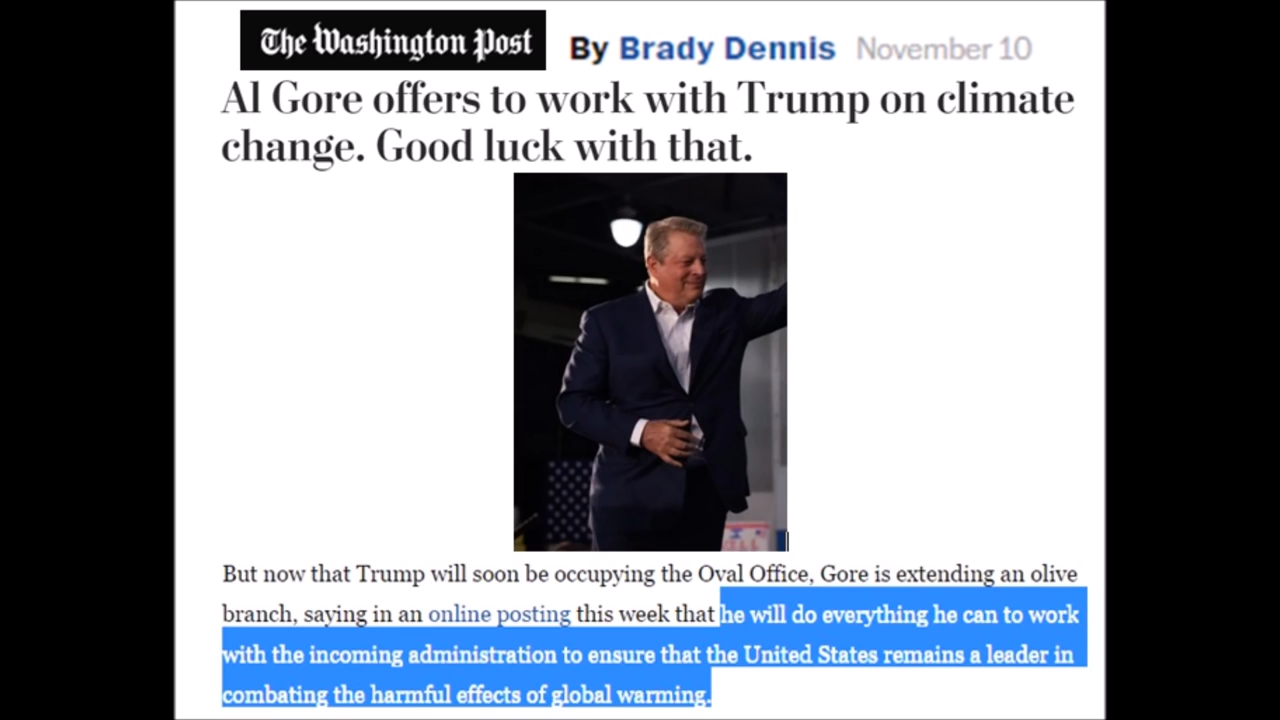 The Washington Post By Brady Dennis November 10
Al Gore offers to work with Trump on climate
change. Good luck with that.
But now that Trump will soon be occupying the Oval Office, Gore is extending an olive
branch, saying in an online posting this week that he will do everything he can to work
with the incoming administration to ensure that the United States remains a leader in
combating the harmful effects of global warming.